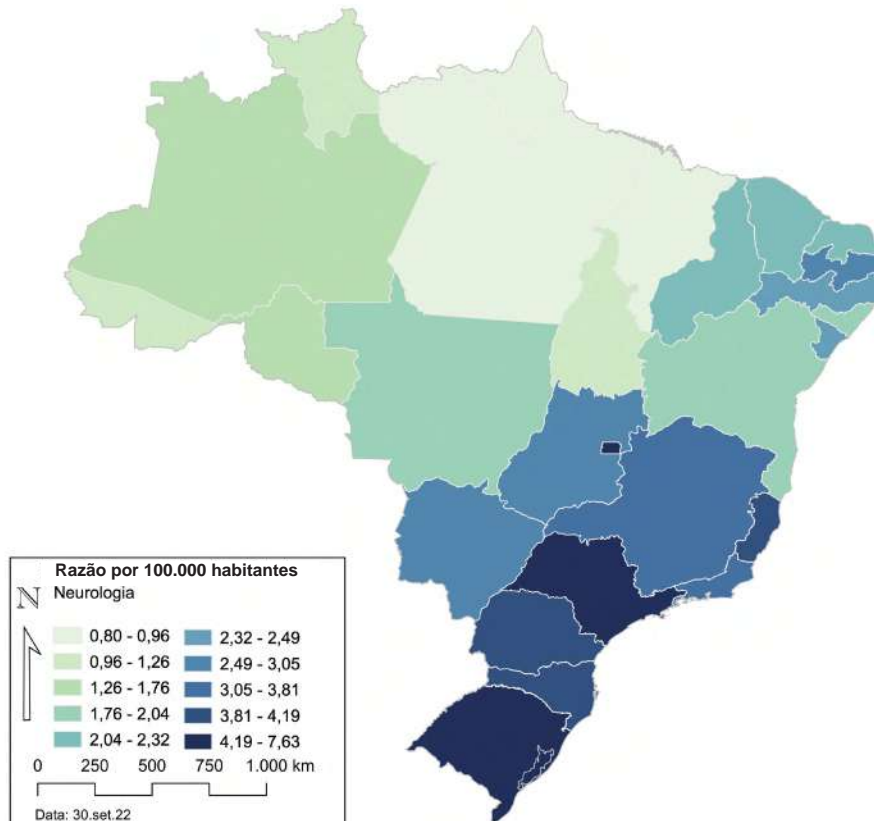 Razão por 100.000 habitantes
N Neurologia
0,80 - 0,96 2,32 - 2,49
0,96 - 1,26 2,49 - 3,05
1,26 - 1,76 3,05 - 3,81
1,76 - 2,04 3,81 - 4,19
2,04 - 2,32 4,19 - 7,63
0 250 500 750 1.000 km
Data: 30.set.22